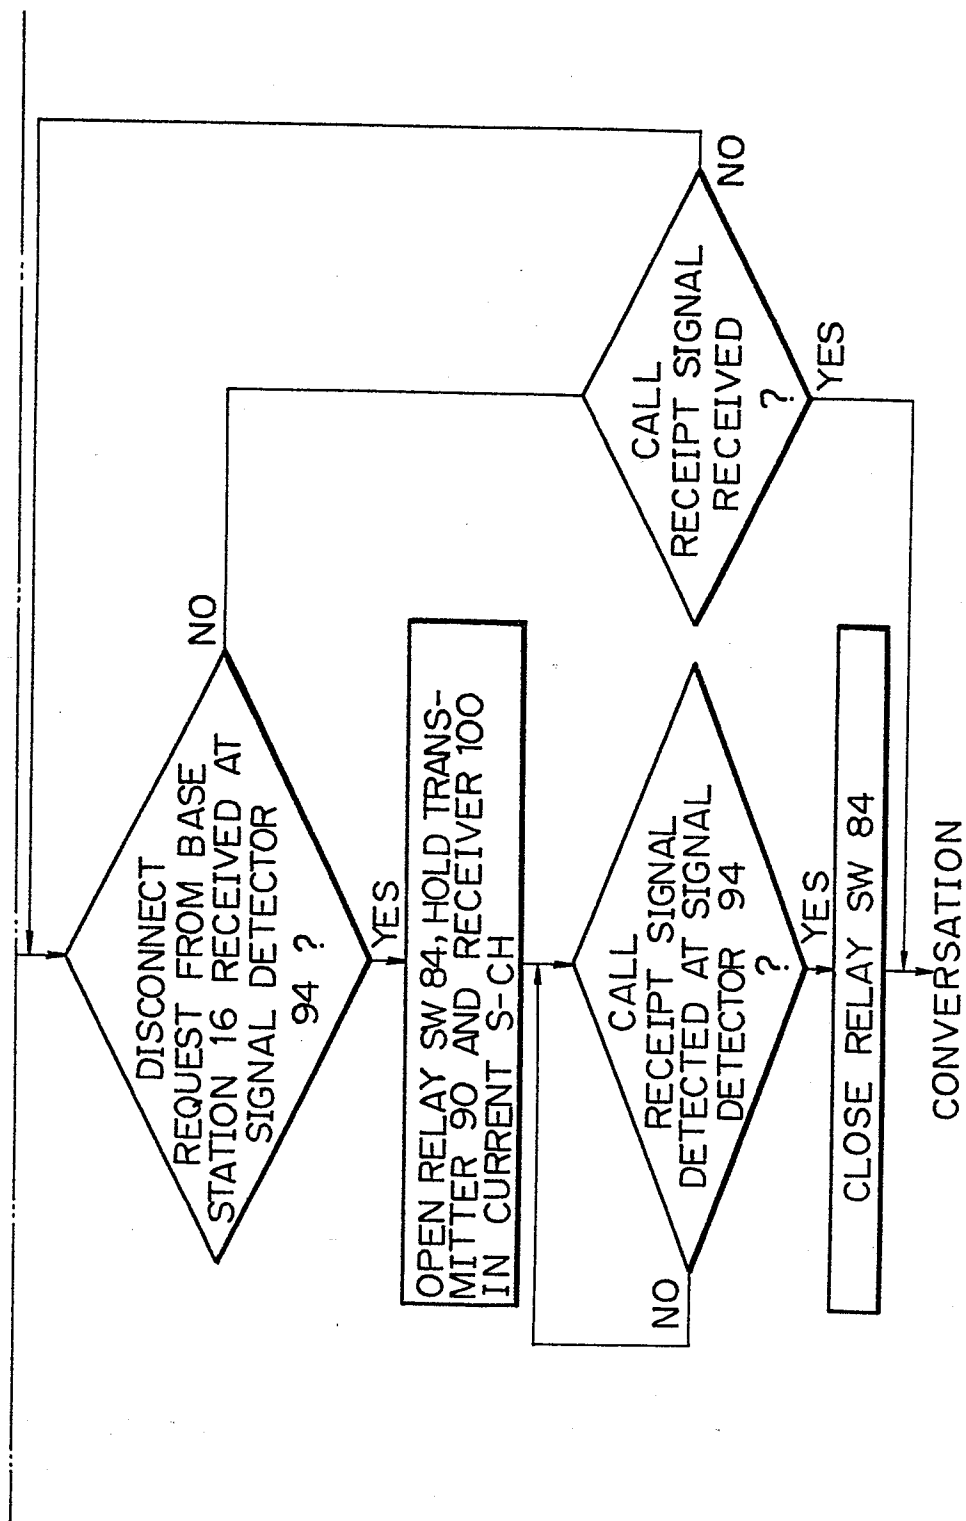 DISCONNECT
REQUEST FROM BASE
STATION 16 RECEIVED AT
SIGNAL DETECTOR
94 ?
NO
YES
OPEN RELAY SW 84, HOLD TRANS-
MITTER 90 AND RECEIVER 100
IN CURRENT S-CH
CALL
RECEIPT SIGNAL
DETECTED AT SIGNAL
DETECTOR 94
?
NO
YES
CALL
RECEIPT SIGNAL
RECEIVED
?
NO
YES
CLOSE RELAY SW 84
CONVERSATION